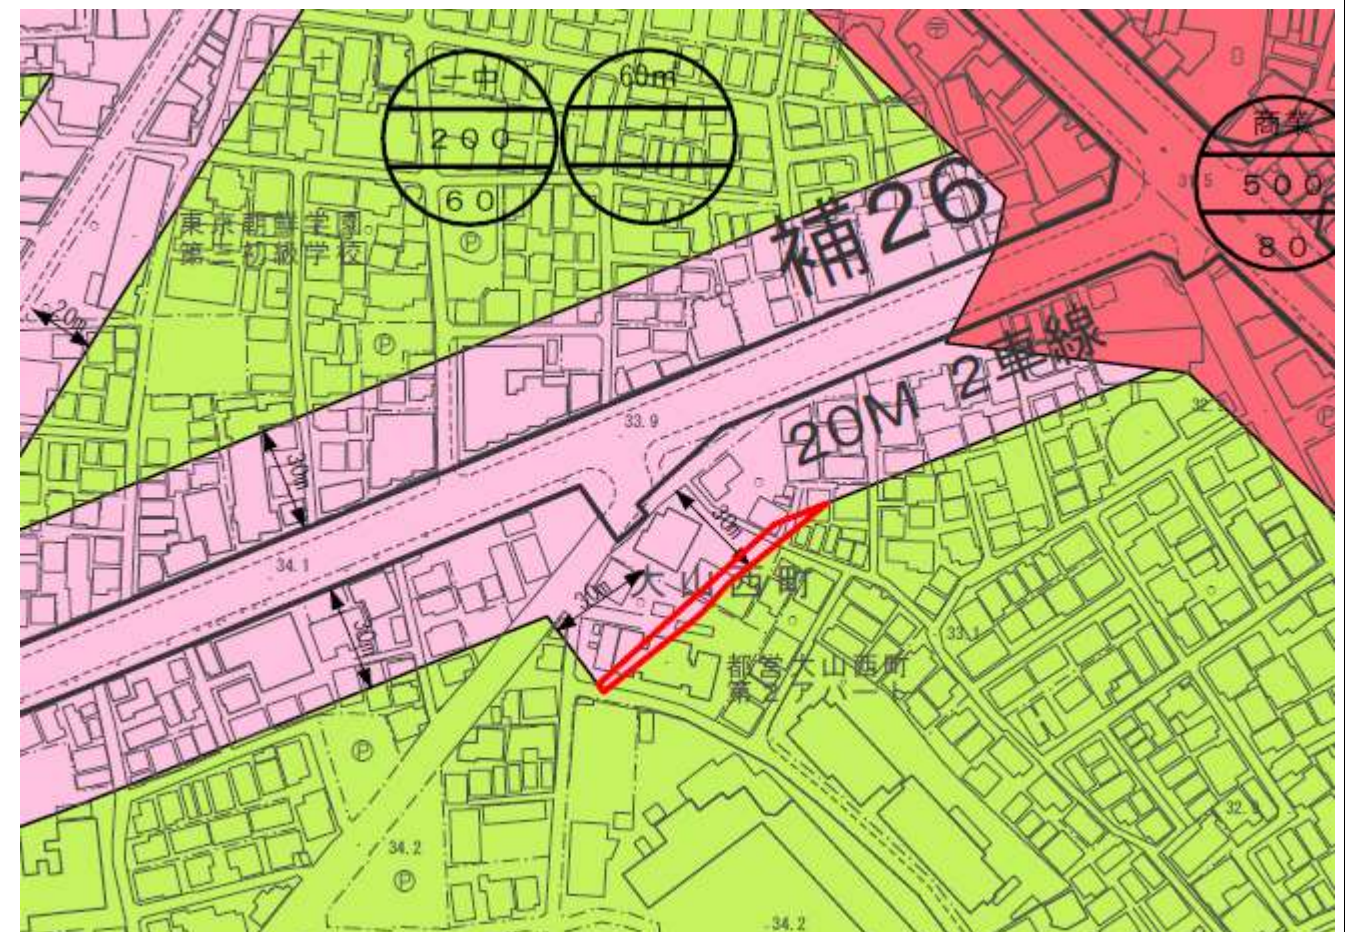 一中
200
60
60㎡
商業
500
80
補26
20M 2車線
東京朝鮮学園
第三初級学校
20m
30m
33.9
34.1
30m
30m
30m
大山西町
都営大山西町
第2アパート
33.1
34.2
34.2
P
P
P
P
P